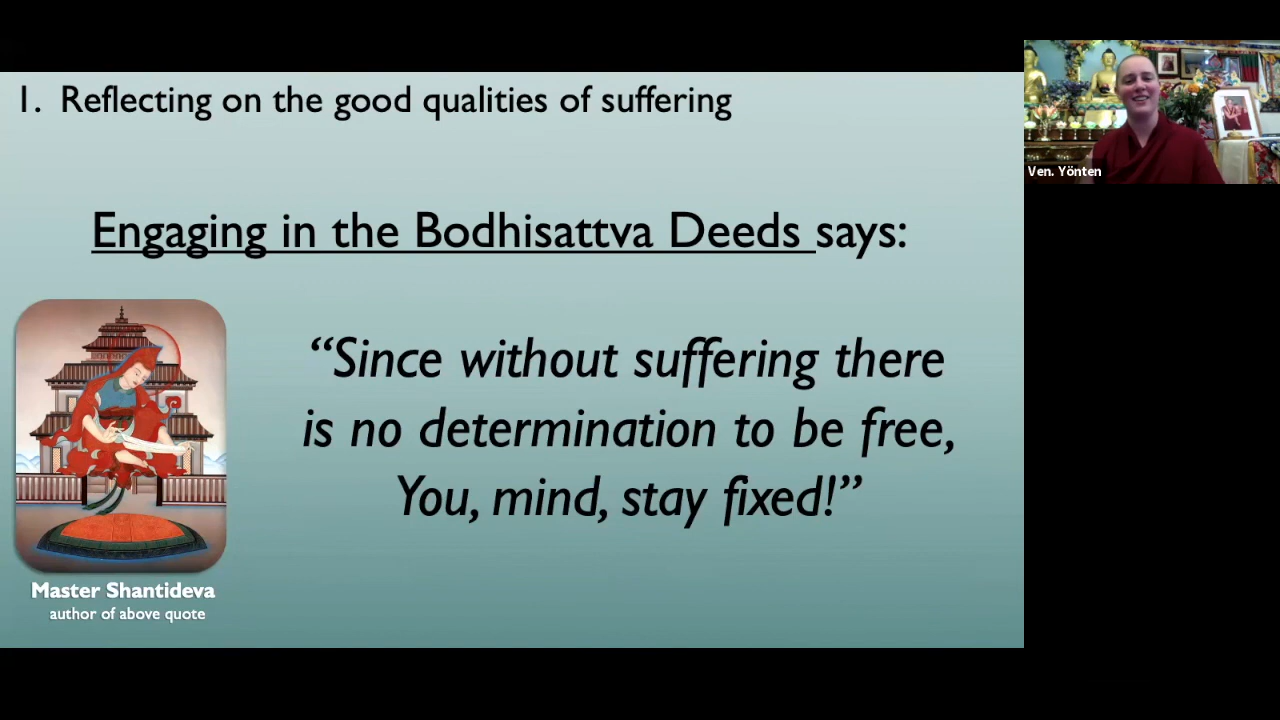 1. Reflecting on the good qualities of suffering
Engaging in the Bodhisattva Deeds says:
“Since without suffering there
is no determination to be free,
You, mind, stay fixed!”
Master Shantideva
author of above quote
Ven. Yönten